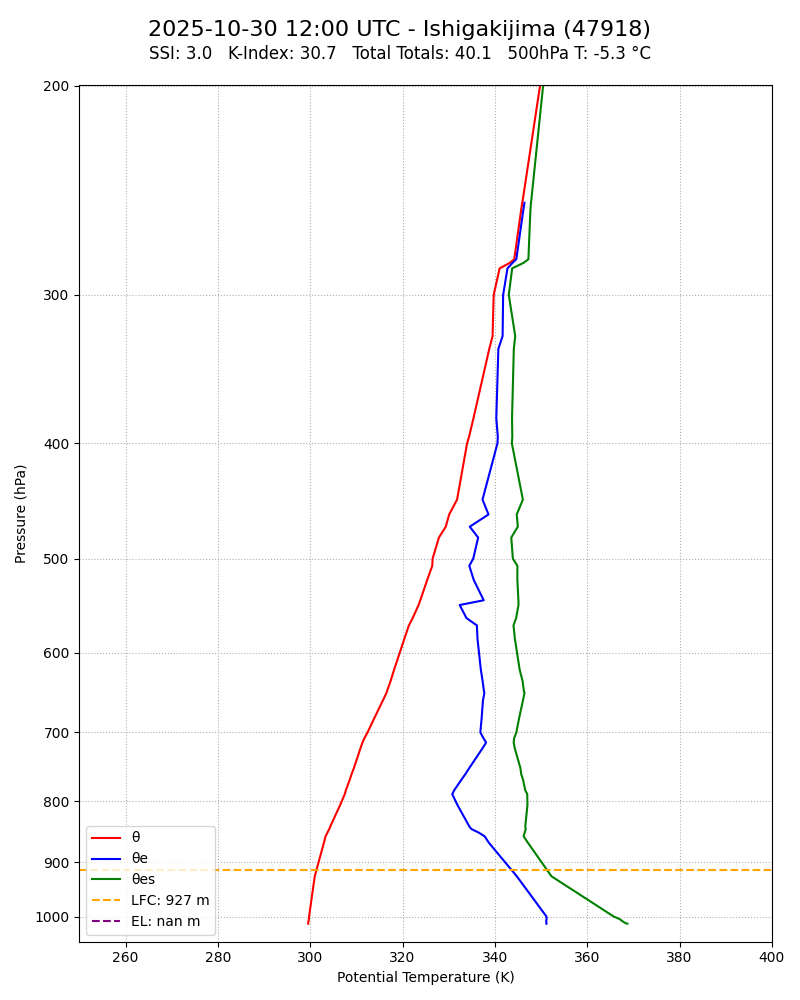 2025-10-30 12:00 UTC - Ishigakijima (47918)
SSI: 3.0   K-Index: 30.7   Total Totals: 40.1   500hPa T: -5.3 °C
200
300
400
500
600
700
800
900
1000
Pressure (hPa)
θ
θe
θes
LFC: 927 m
EL: nan m
260 280 300 320 340 360 380 400
Potential Temperature (K)